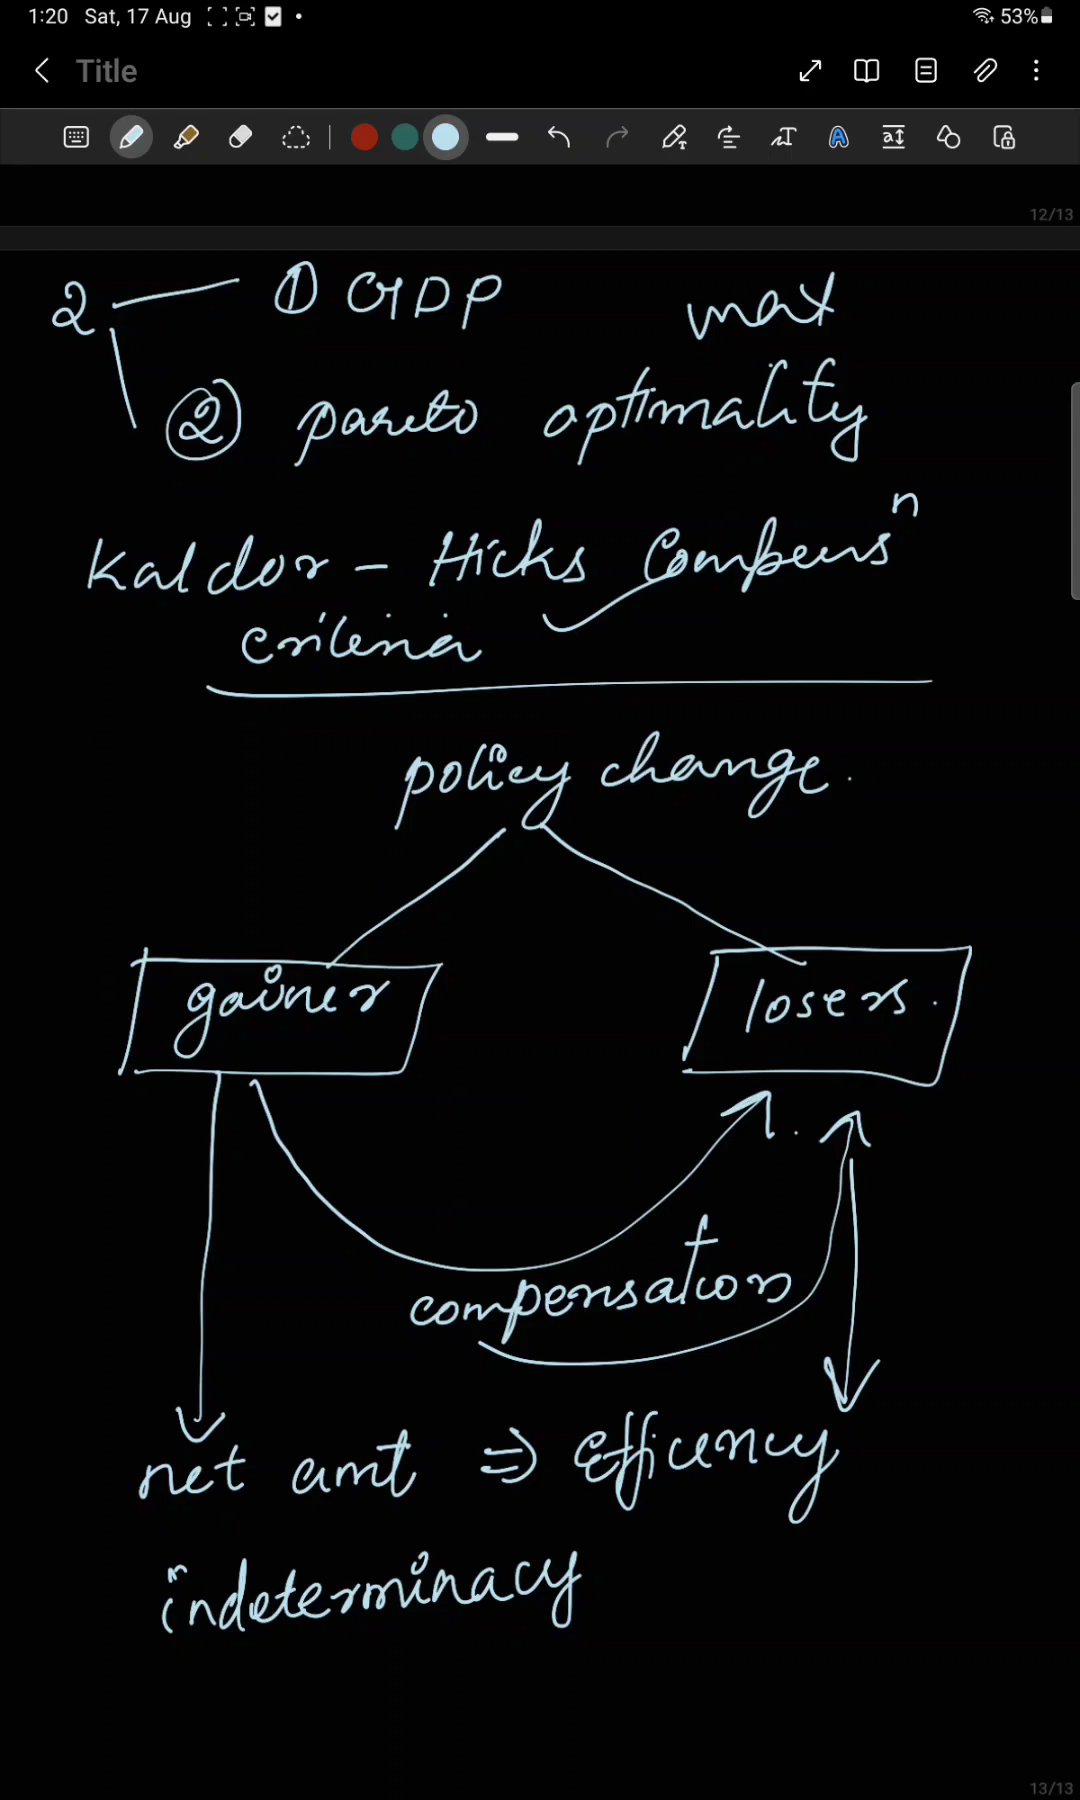 1:20 Sat, 17 Aug 53%
Title
12/13
2 ① GDP max
② pareto optimality
Kaldor - Hicks Compensⁿ
criteria
policy change.
gainer losers.
compensation
net amt ⇒ Efficiency
indeterminacy
13/13